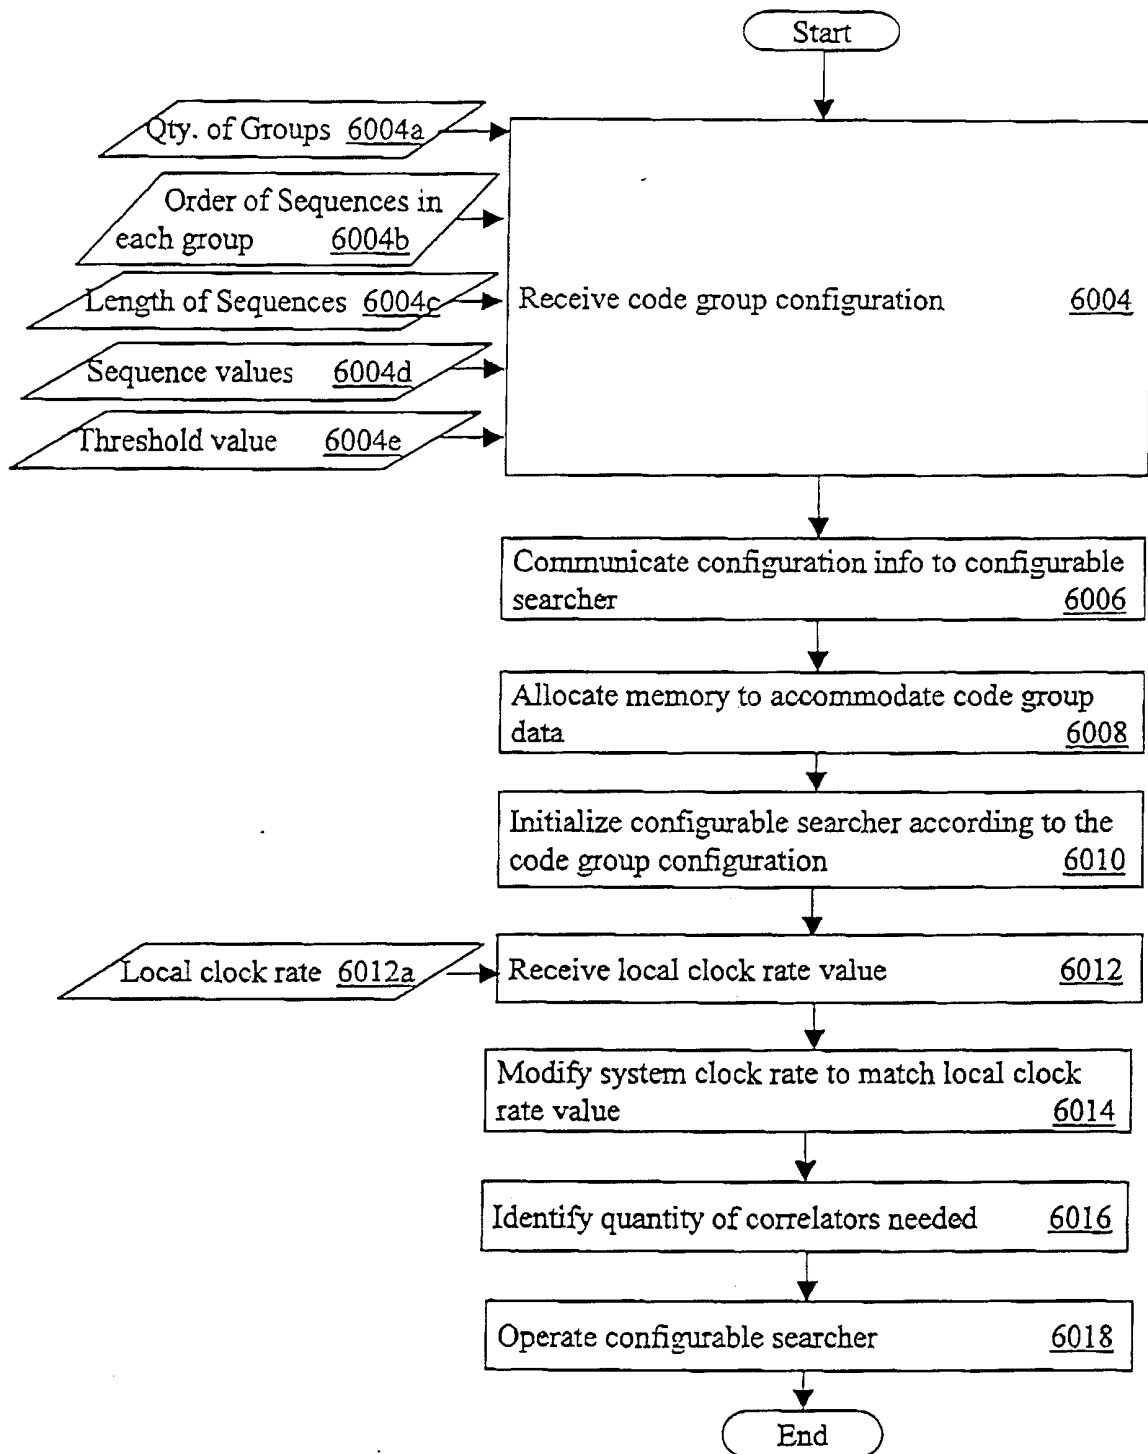 Start
Qty. of Groups 6004a
Order of Sequences in
each group 6004b
Length of Sequences 6004c
Sequence values 6004d
Threshold value 6004e
Receive code group configuration 6004
Communicate configuration info to configurable
searcher 6006
Allocate memory to accommodate code group
data 6008
Initialize configurable searcher according to the
code group configuration 6010
Local clock rate 6012a
Receive local clock rate value 6012
Modify system clock rate to match local clock
rate value 6014
Identify quantity of correlators needed 6016
Operate configurable searcher 6018
End